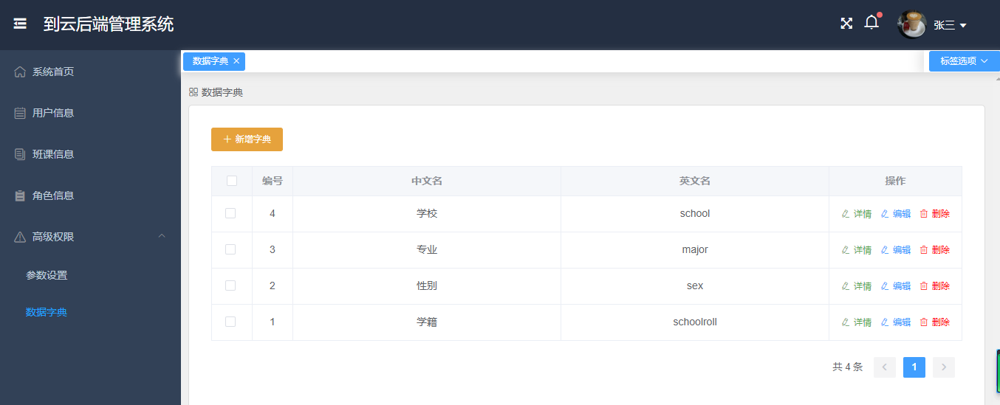 到云后端管理系统
张三
系统首页
用户信息
班课信息
角色信息
高级权限
参数设置
数据字典
数据字典
标签选项
数据字典
新增字典
编号 中文名 英文名 操作
4 学校 school 详情 编辑 删除
3 专业 major 详情 编辑 删除
2 性别 sex 详情 编辑 删除
1 学籍 schoolroll 详情 编辑 删除
共 4 条 1